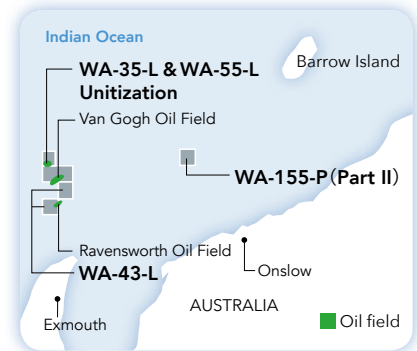 Indian Ocean
Barrow Island
WA-35-L & WA-55-L
Unitization
Van Gogh Oil Field
WA-155-P(Part II)
Ravensworth Oil Field
WA-43-L
Onslow
AUSTRALIA
Exmouth
Oil field